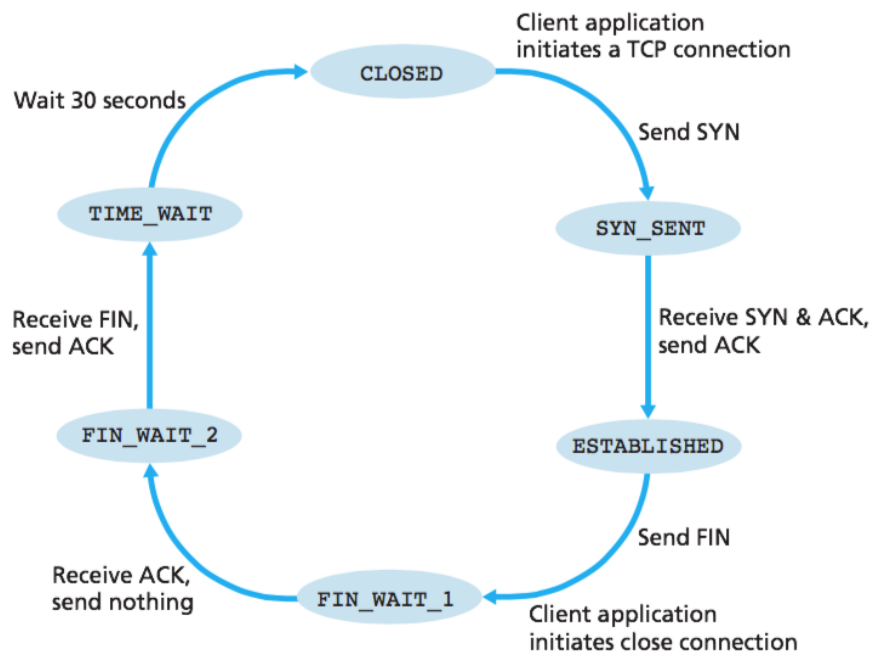 Client application
initiates a TCP connection
CLOSED
Wait 30 seconds
Send SYN
TIME_WAIT
SYN_SENT
Receive FIN,
send ACK
Receive SYN & ACK,
send ACK
FIN_WAIT_2
ESTABLISHED
Send FIN
Receive ACK,
send nothing
FIN_WAIT_1
Client application
initiates close connection